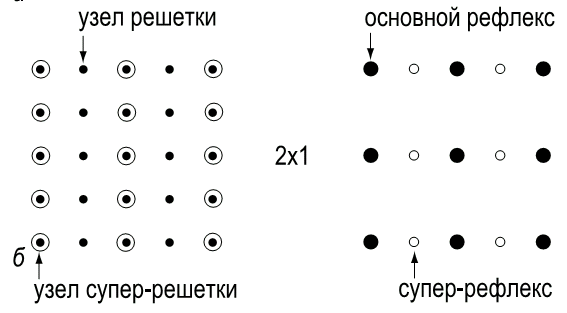 узел решетки
основной рефлекс
2x1
б
узел супер-решетки
супер-рефлекс